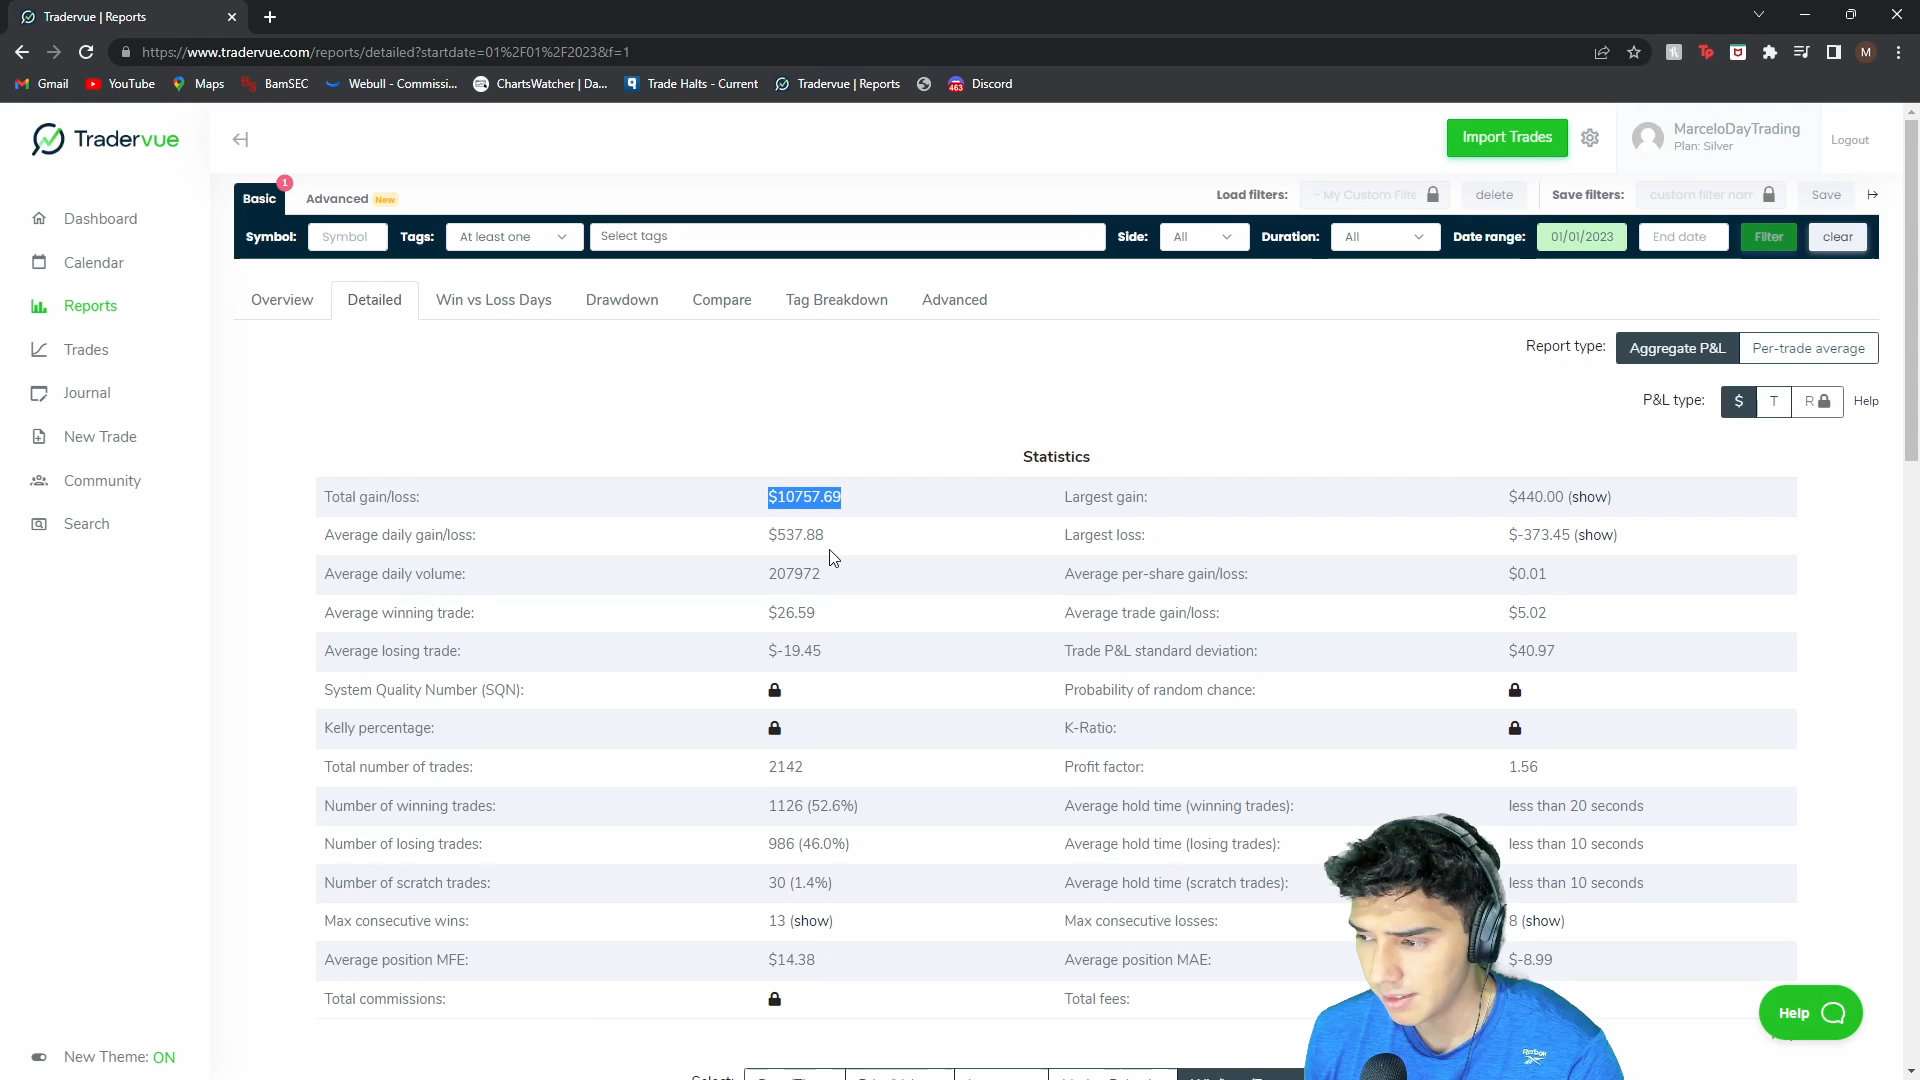 Tradervue | Reports
https://www.tradervue.com/reports/detailed?startdate=01%2F01%2F2023&f=1
Gmail YouTube Maps BamSEC Webull - Commissi... ChartsWatcher | Da... Trade Halts - Current Tradervue | Reports 463 Discord
Tradervue
Import Trades
MarceloDayTrading
Plan: Silver
Logout
Basic 1 Advanced New Load filters: - My Custom Filte delete Save filters: custom filter nam Save
Symbol: Symbol Tags: At least one Select tags Side: All Duration: All Date range: 01/01/2023 End date Filter clear
Dashboard
Calendar
Reports
Trades
Journal
New Trade
Community
Search
New Theme: ON
Overview Detailed Win vs Loss Days Drawdown Compare Tag Breakdown Advanced
Report type: Aggregate P&L Per-trade average
P&L type: $ T R Help
Statistics
Total gain/loss: $10757.69 Largest gain: $440.00 (show)
Average daily gain/loss: $537.88 Largest loss: $-373.45 (show)
Average daily volume: 207972 Average per-share gain/loss: $0.01
Average winning trade: $26.59 Average trade gain/loss: $5.02
Average losing trade: $-19.45 Trade P&L standard deviation: $40.97
System Quality Number (SQN): Probability of random chance:
Kelly percentage: K-Ratio:
Total number of trades: 2142 Profit factor: 1.56
Number of winning trades: 1126 (52.6%) Average hold time (winning trades): less than 20 seconds
Number of losing trades: 986 (46.0%) Average hold time (losing trades): less than 10 seconds
Number of scratch trades: 30 (1.4%) Average hold time (scratch trades): less than 10 seconds
Max consecutive wins: 13 (show) Max consecutive losses: 8 (show)
Average position MFE: $14.38 Average position MAE: $-8.99
Total commissions: Total fees:
Help
Reebok